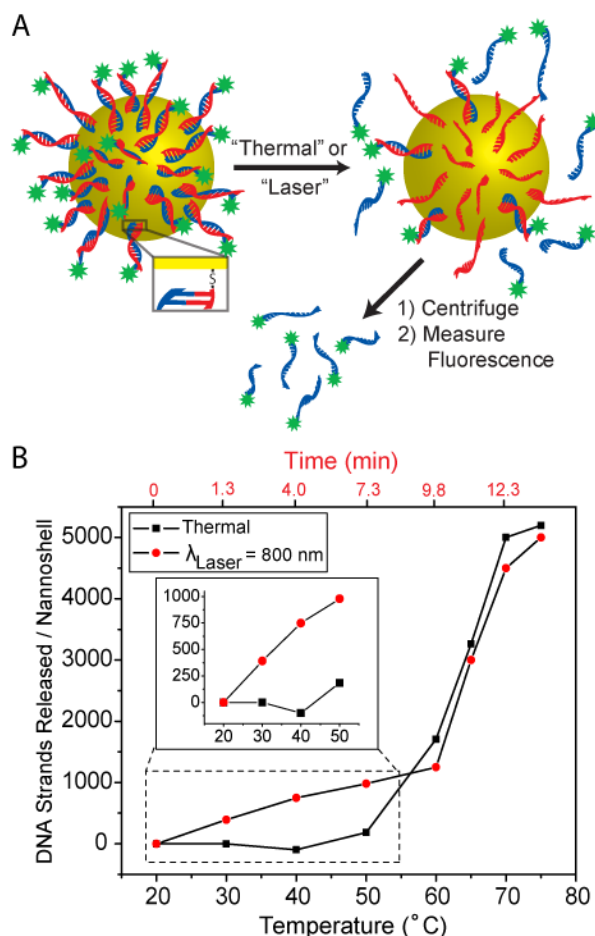 A
"Thermal" or
"Laser"
S
1) Centrifuge
2) Measure
Fluorescence
B
Time (min)
0 1.3 4.0 7.3 9.8 12.3
Thermal
λLaser = 800 nm
DNA Strands Released / Nannoshell
5000
4000
3000
2000
1000
0
1000
750
500
250
0
20 30 40 50
20 30 40 50 60 70 80
Temperature (°C)